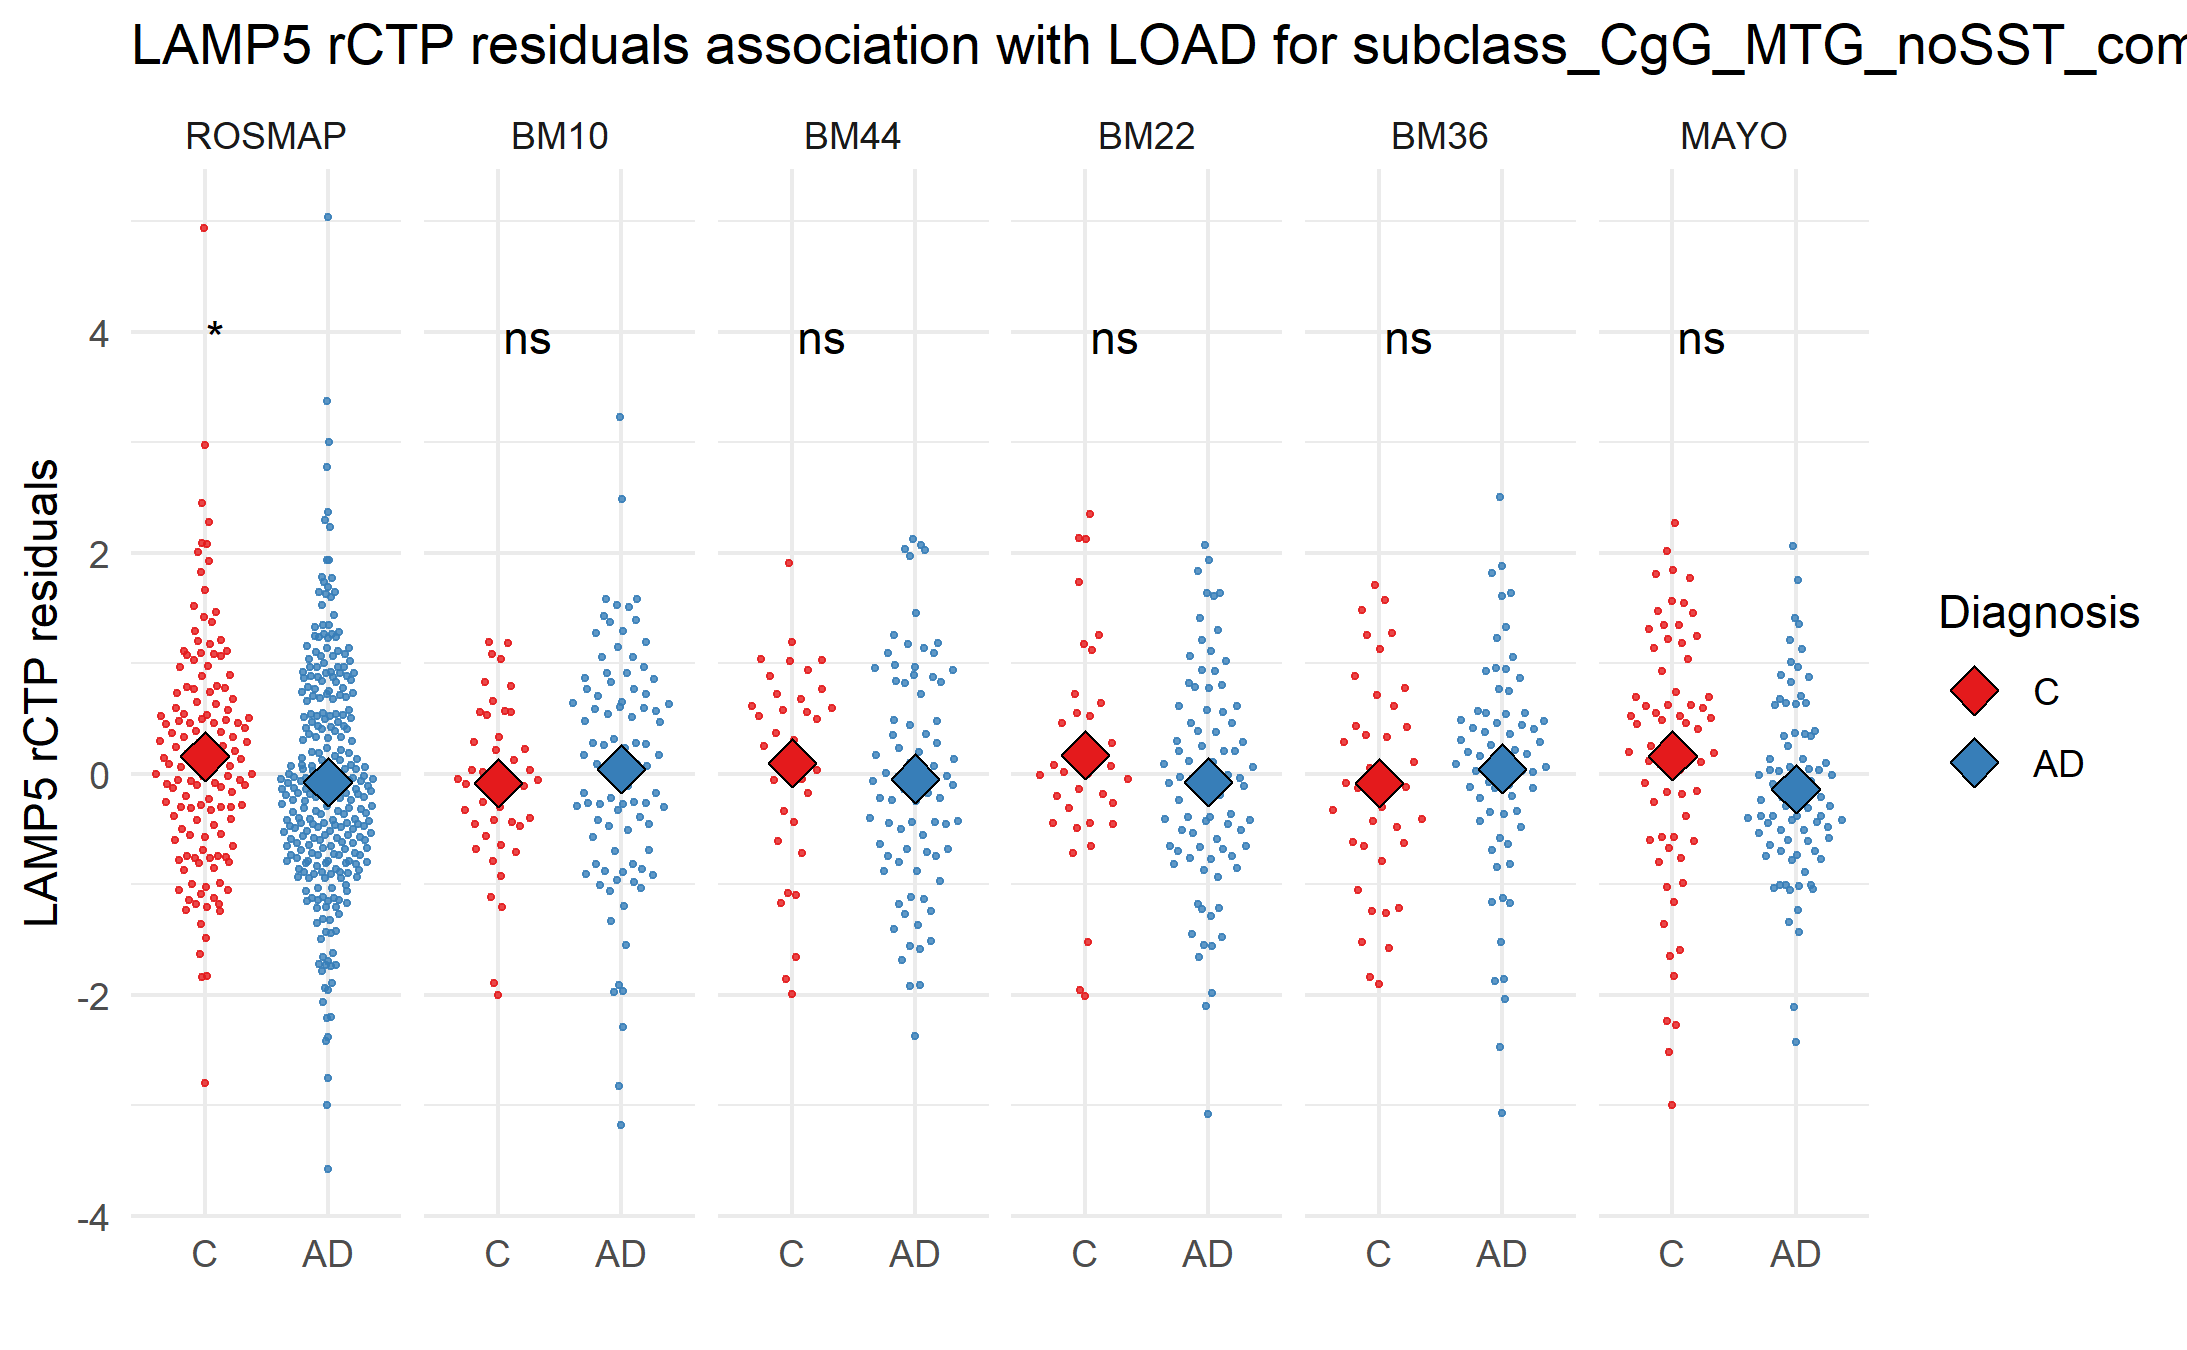 LAMP5 rCTP residuals association with LOAD for subclass_CgG_MTG_noSST_com
ROSMAP BM10 BM44 BM22 BM36 MAYO
* ns ns ns ns ns
4
2
0
-2
-4
LAMP5 rCTP residuals
C AD C AD C AD C AD C AD C AD
Diagnosis
C
AD